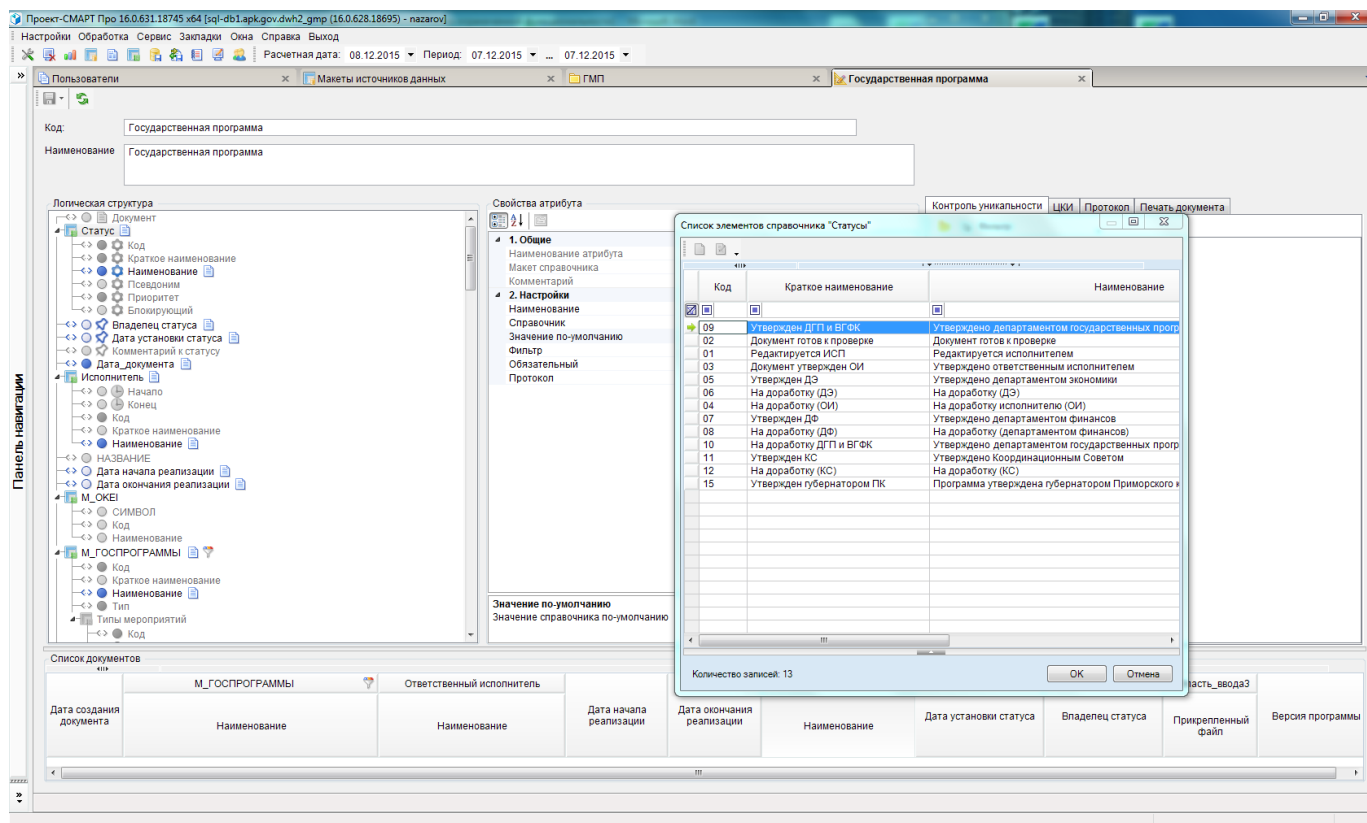 Проект-СМАРТ Про 16.0.631.18745 x64 [sql-db1.apk.gov.dwh2_gmp (16.0.628.18695) - nazarov]
Настройки Обработка Сервис Закладки Окна Справка Выход
Расчетная дата: 08.12.2015 Период: 07.12.2015 ... 07.12.2015
Пользователи Макеты источников данных ГМП Государственная программа
Код: Государственная программа
Наименование Государственная программа
Логическая структура
Документ
Статус
Код
Краткое наименование
Наименование
Псевдоним
Приоритет
Блокирующий
Владелец статуса
Дата установки статуса
Комментарий к статусу
Дата_документа
Исполнитель
Начало
Конец
Код
Краткое наименование
Наименование
НАЗВАНИЕ
Дата начала реализации
Дата окончания реализации
M_OKEI
СИМВОЛ
Код
Наименование
М_ГОСПРОГРАММЫ
Код
Краткое наименование
Наименование
Тип
Типы мероприятий
Код
Панель навигации
Свойства атрибута
1. Общие
Наименование атрибута
Макет справочника
Комментарий
2. Настройки
Наименование
Справочник
Значение по-умолчанию
Фильтр
Обязательный
Протокол
Значение по-умолчанию
Значение справочника по-умолчанию
Контроль уникальности ЦКИ Протокол Печать документа
Список элементов справочника "Статусы"
Код Краткое наименование Наименование
09 Утвержден ДГП и ВГФК Утверждено департаментом государственных прогр
02 Документ готов к проверке Документ готов к проверке
01 Редактируется ИСП Редактируется исполнителем
03 Документ утвержден ОИ Утверждено ответственным исполнителем
05 Утвержден ДЭ Утверждено департаментом экономики
06 На доработку (ДЭ) На доработку (ДЭ)
04 На доработку (ОИ) На доработку исполнителю (ОИ)
07 Утвержден ДФ Утверждено департаментом финансов
08 На доработку (ДФ) На доработку (департаментом финансов)
10 На доработку ДГП и ВГФК Утверждено департаментом государственных прогр
11 Утвержден КС Утверждено Координационным Советом
12 На доработку (КС) На доработку (КС)
15 Утвержден губернатором ПК Программа утверждена губернатором Приморского к
Количество записей: 13 OK Отмена
Список документов
М_ГОСПРОГРАММЫ Ответственный исполнитель ласть_ввода3
Дата создания документа Наименование Наименование Дата начала реализации Дата окончания реализации Наименование Дата установки статуса Владелец статуса Прикрепленный файл Версия программы